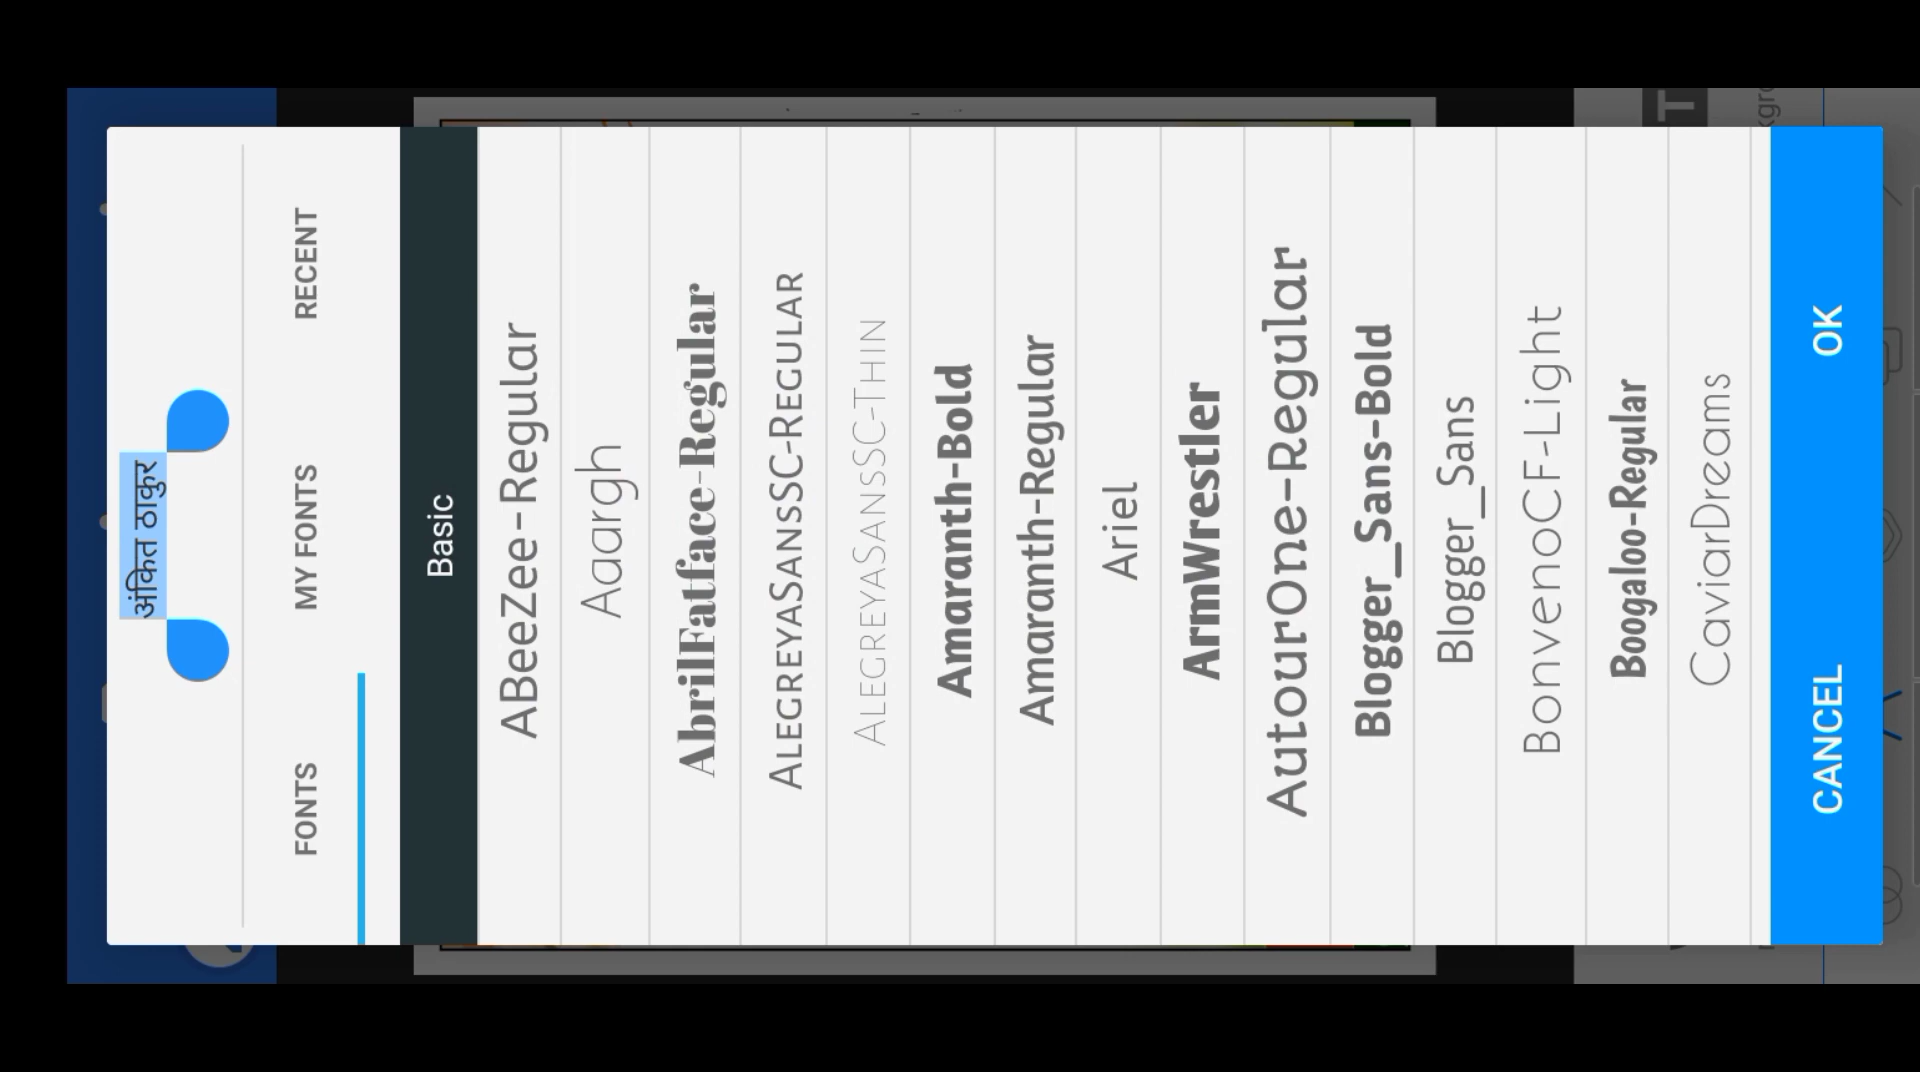 अंकित ठाकुर
FONTS MY FONTS RECENT
Basic
ABeeZee-Regular
Aargh
AbrilFatface-Regular
AlegreyaSansSC-Regular
AlegreyaSansSC-Thin
Amaranth-Bold
Amaranth-Regular
Ariel
ArmWrestler
AutourOne-Regular
Blogger_Sans-Bold
Blogger_Sans
BonvenoCF-Light
Boogaloo-Regular
CaviarDreams
CANCEL OK